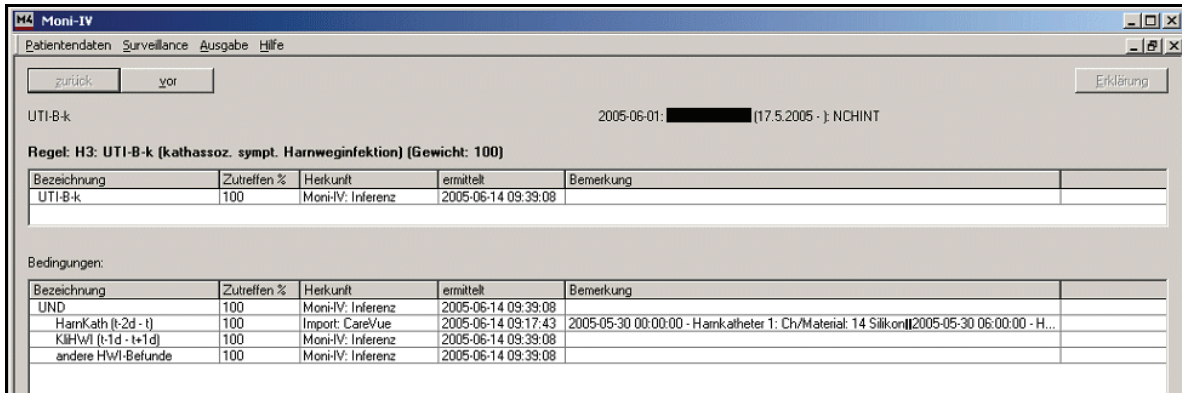 Moni-IV
Patientendaten Surveillance Ausgabe Hilfe
zurück vor Erklärung
UTI-B-k 2005-06-01: (17.5.2005 - ): NCHINT
Regel: H3: UTI-B-k (kathassoz. sympt. Harnweginfektion) (Gewicht: 100)
Bezeichnung Zutreffen % Herkunft ermittelt Bemerkung
UTI-B-k 100 Moni-IV: Inferenz 2005-06-14 09:39:08
Bedingungen:
Bezeichnung Zutreffen % Herkunft ermittelt Bemerkung
UND 100 Moni-IV: Inferenz 2005-06-14 09:39:08
HarnKath (t-2d - t) 100 Import: CareVue 2005-06-14 09:17:43 2005-05-30 00:00:00 - Harnkatheter 1: Ch/Material: 14 Silikon||2005-05-30 06:00:00 - H...
KliHWI (t-1d - t+1d) 100 Moni-IV: Inferenz 2005-06-14 09:39:08
andere HWI-Befunde 100 Moni-IV: Inferenz 2005-06-14 09:39:08